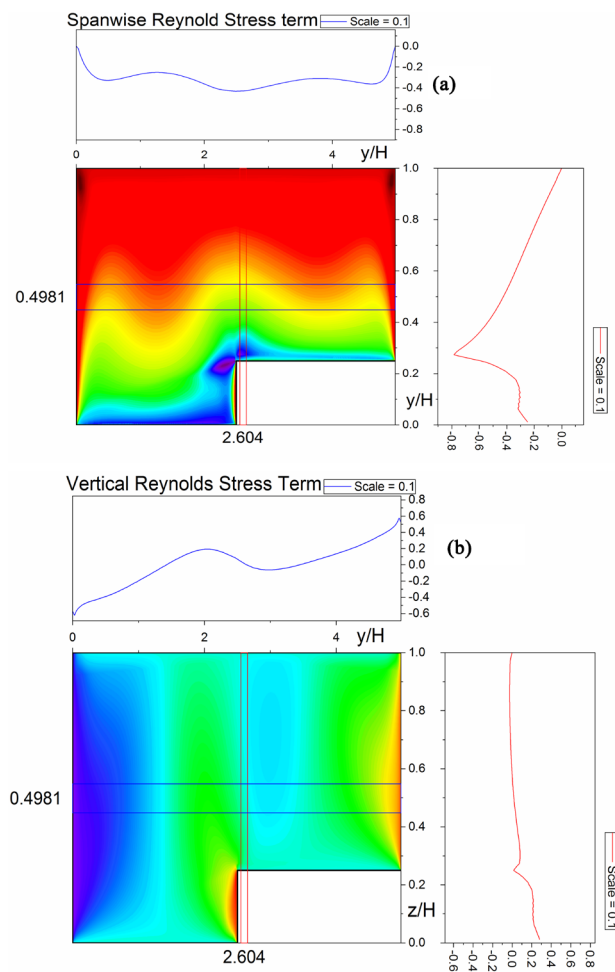 Spanwise Reynold Stress term
Scale = 0.1
0.0
-0.2
-0.4
-0.6
-0.8
(a)
0 2 4
y/H
1.0
0.8
0.6
0.4
0.2
0.0
y/H
0.4981
2.604
-0.8 -0.6 -0.4 -0.2 0.0
Scale = 0.1
Vertical Reynolds Stress Term
Scale = 0.1
0.8
0.6
0.4
0.2
0.0
-0.2
-0.4
-0.6
(b)
0 2 4
y/H
1.0
0.8
0.6
0.4
0.2
0.0
z/H
0.4981
2.604
-0.6 -0.4 -0.2 0.0 0.2 0.4 0.6 0.8
Scale = 0.1